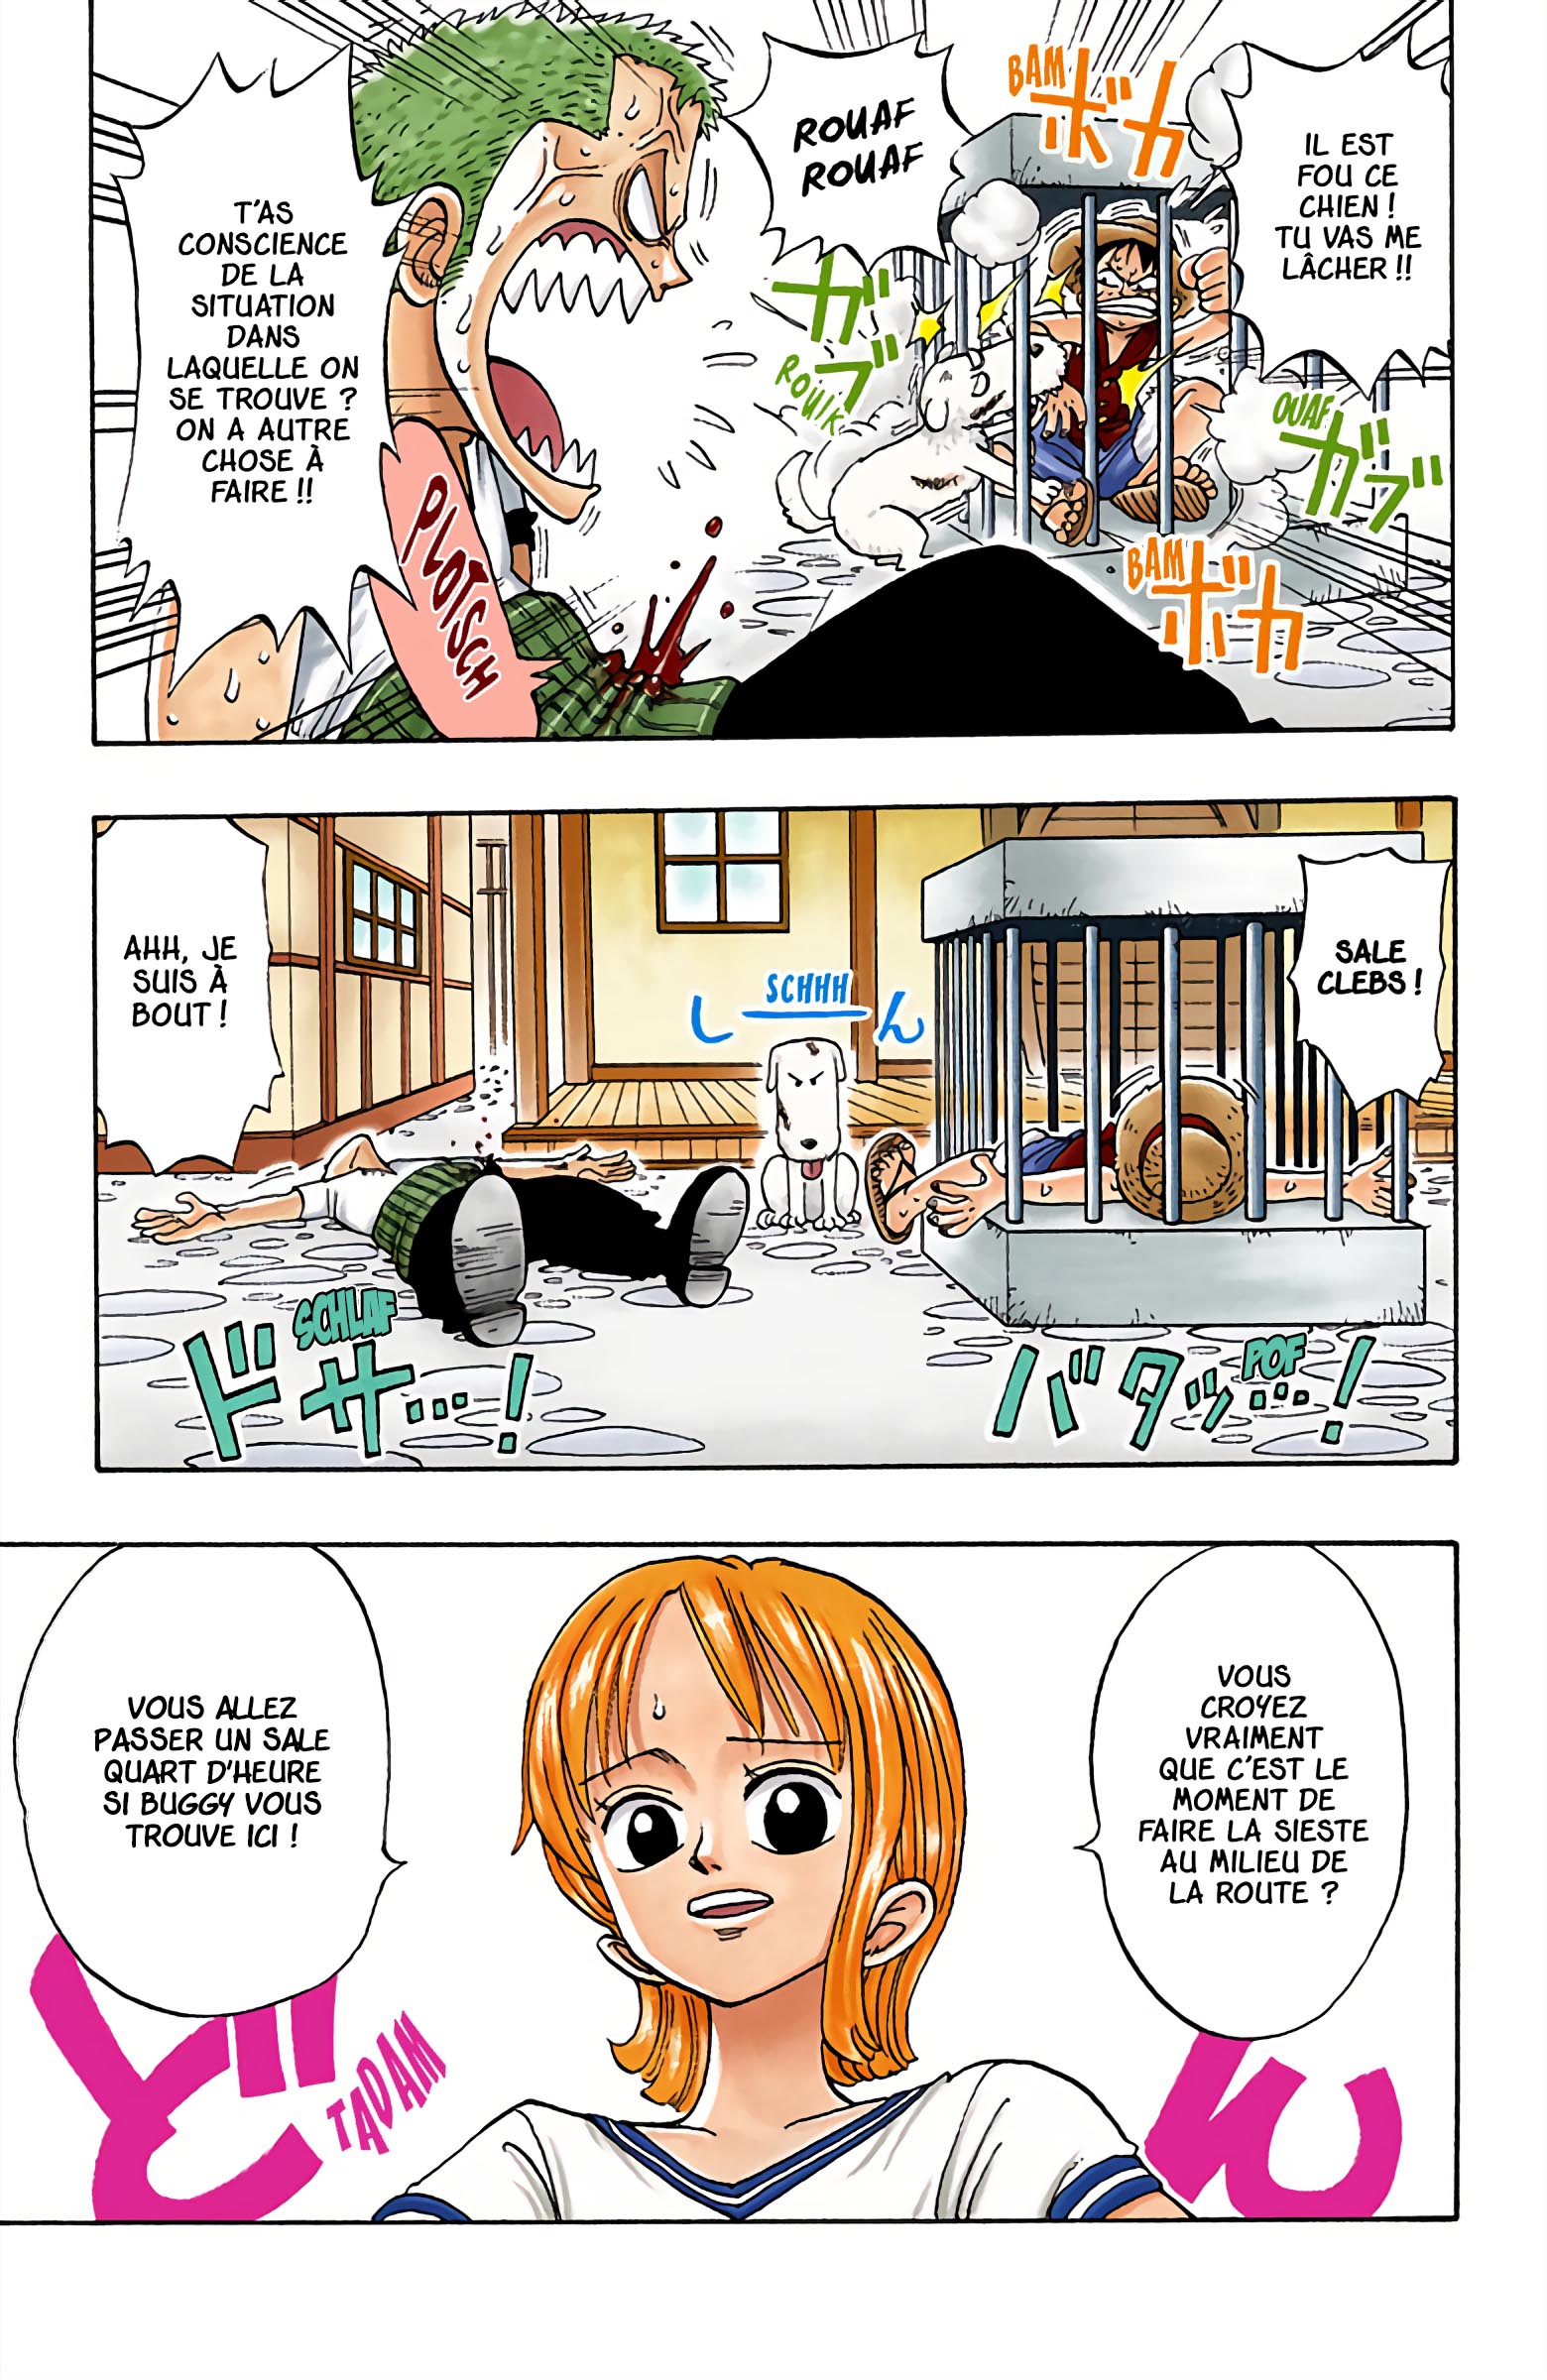 IL EST
FOU CE
CHIEN !
TU VAS ME
LÂCHER !!
BAM
ボカ
ROUAF
ROUAF
ガブ
ROUIK
OUAF
ガブ
BAM
ボカ
T'AS
CONSCIENCE
DE LA
SITUATION
DANS
LAQUELLE ON
SE TROUVE ?
ON A AUTRE
CHOSE À
FAIRE !!
PLOTSCH
SALE
CLEBS !
SCHHH
しーん
AHH, JE
SUIS À
BOUT !
POF
バタッ…!
SCHLAF
ドサ…!
VOUS
CROYEZ
VRAIMENT
QUE C'EST LE
MOMENT DE
FAIRE LA SIESTE
AU MILIEU DE
LA ROUTE ?
VOUS ALLEZ
PASSER UN SALE
QUART D'HEURE
SI BUGGY VOUS
TROUVE ICI !
どん
TADAM